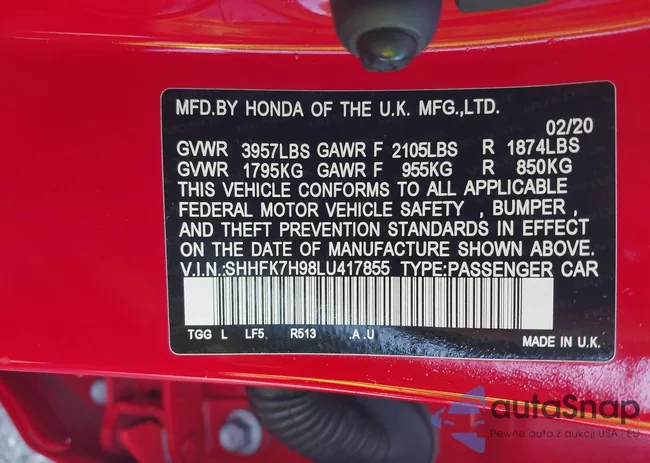 MFD.BY HONDA OF THE U.K. MFG.,LTD.
02/20
GVWR 3957LBS GAWR F 2105LBS R 1874LBS
GVWR 1795KG GAWR F 955KG R 850KG
THIS VEHICLE CONFORMS TO ALL APPLICABLE
FEDERAL MOTOR VEHICLE SAFETY , BUMPER ,
AND THEFT PREVENTION STANDARDS IN EFFECT
ON THE DATE OF MANUFACTURE SHOWN ABOVE.
V.I.N.:SHHFK7H98LU417855 TYPE:PASSENGER CAR
TGG L LF5 R513 .A.U
MADE IN U.K.
autoSnap
Pewne auta z aukcji USA i EU